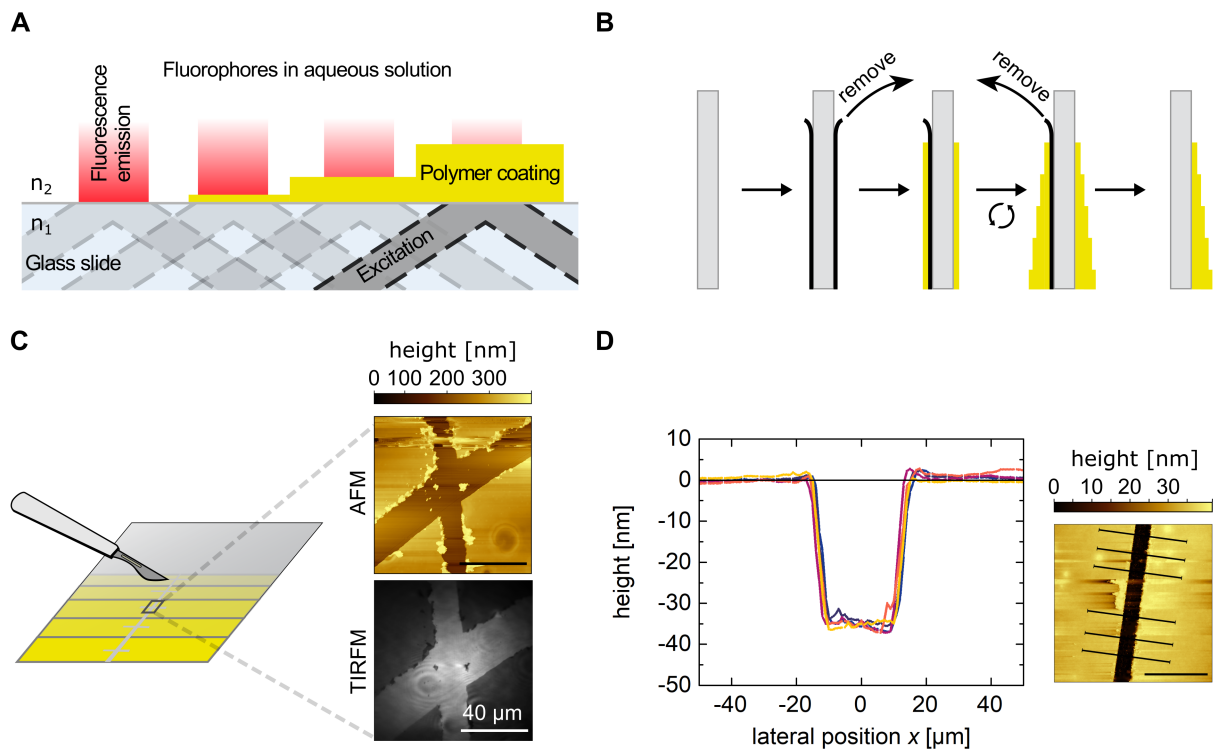 A
Fluorophores in aqueous solution
Fluorescence
emission
Polymer coating
n2
n1
Glass slide
Excitation
B
remove
remove
C
height [nm]
0 100 200 300
AFM
TIRFM
40 µm
D
10
0
-10
-20
-30
-40
-50
height [nm]
-40 -20 0 20 40
lateral position x [µm]
height [nm]
0 10 20 30